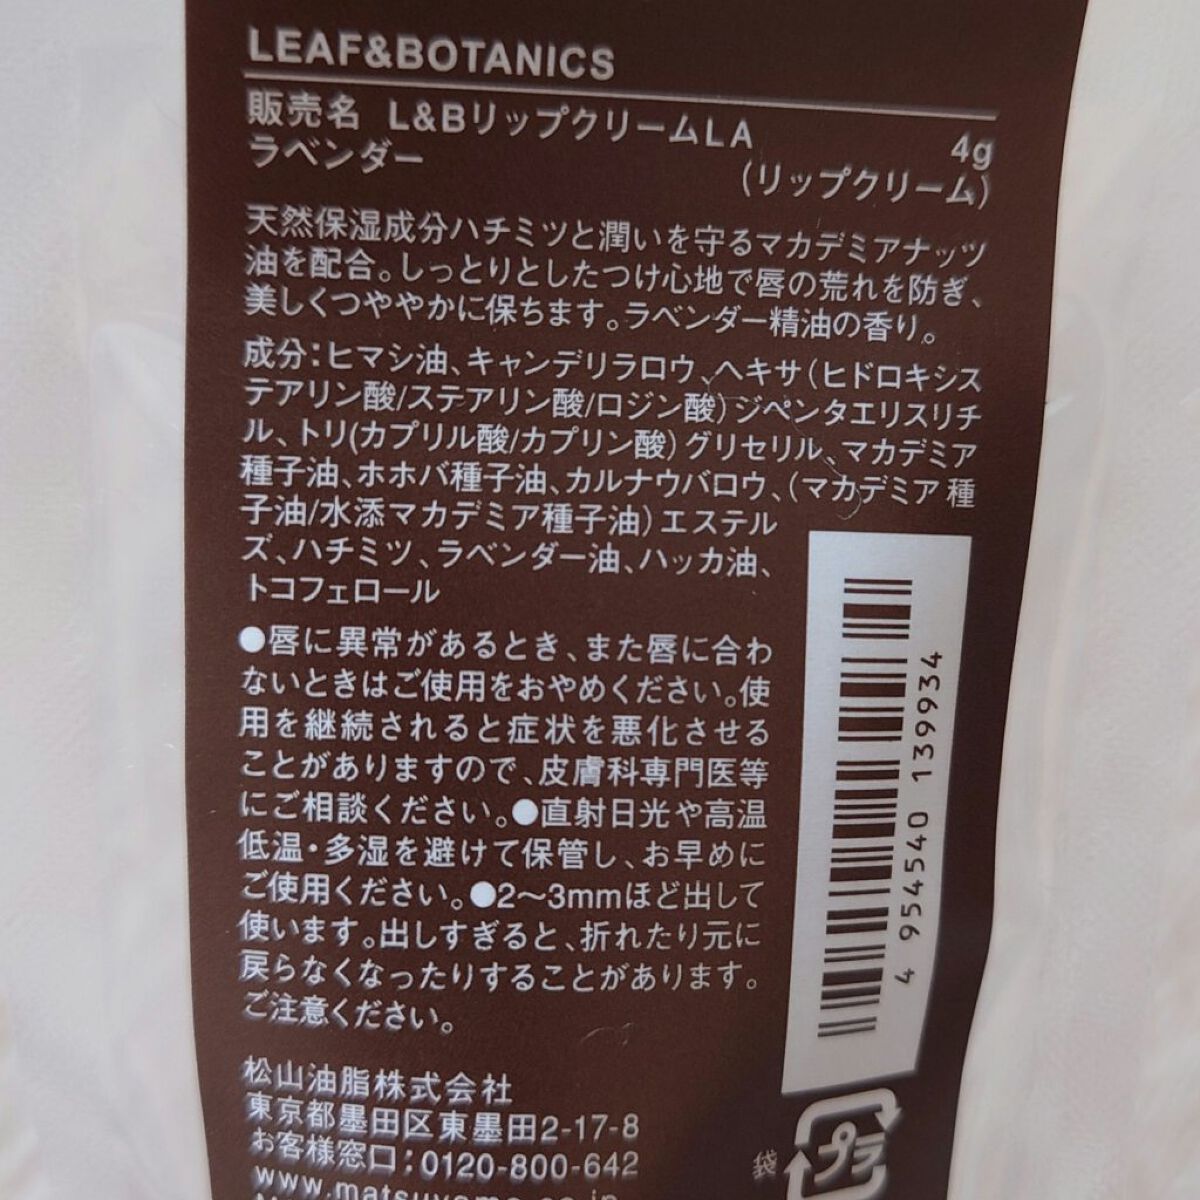 LEAF&BOTANICS
販売名 L&BリップクリームLA 4g
ラベンダー (リップクリーム)
天然保湿成分ハチミツと潤いを守るマカデミアナッツ
油を配合。しっとりとしたつけ心地で唇の荒れを防ぎ、
美しくつややかに保ちます。ラベンダー精油の香り。
成分:ヒマシ油、キャンデリラロウ、ヘキサ(ヒドロキシス
テアリン酸/ステアリン酸/ロジン酸)ジペンタエリスリチ
ル、トリ(カプリル酸/カプリン酸)グリセリル、マカデミア
種子油、ホホバ種子油、カルナウバロウ、(マカデミア種
子油/水添マカデミア種子油)エステル
ズ、ハチミツ、ラベンダー油、ハッカ油、
トコフェロール
●唇に異常があるとき、また唇に合わ
ないときはご使用をおやめください。使
用を継続されると症状を悪化させる
ことがありますので、皮膚科専門医等
にご相談ください。●直射日光や高温
低温・多湿を避けて保管し、お早めに
ご使用ください。●2〜3mmほど出して
使います。出しすぎると、折れたり元に
戻らなくなったりすることがあります。
ご注意ください。
4 954540 139934
松山油脂株式会社
東京都墨田区東墨田2-17-8
お客様窓口:0120-800-642
www.matsuyama.co.jp
袋 プラ